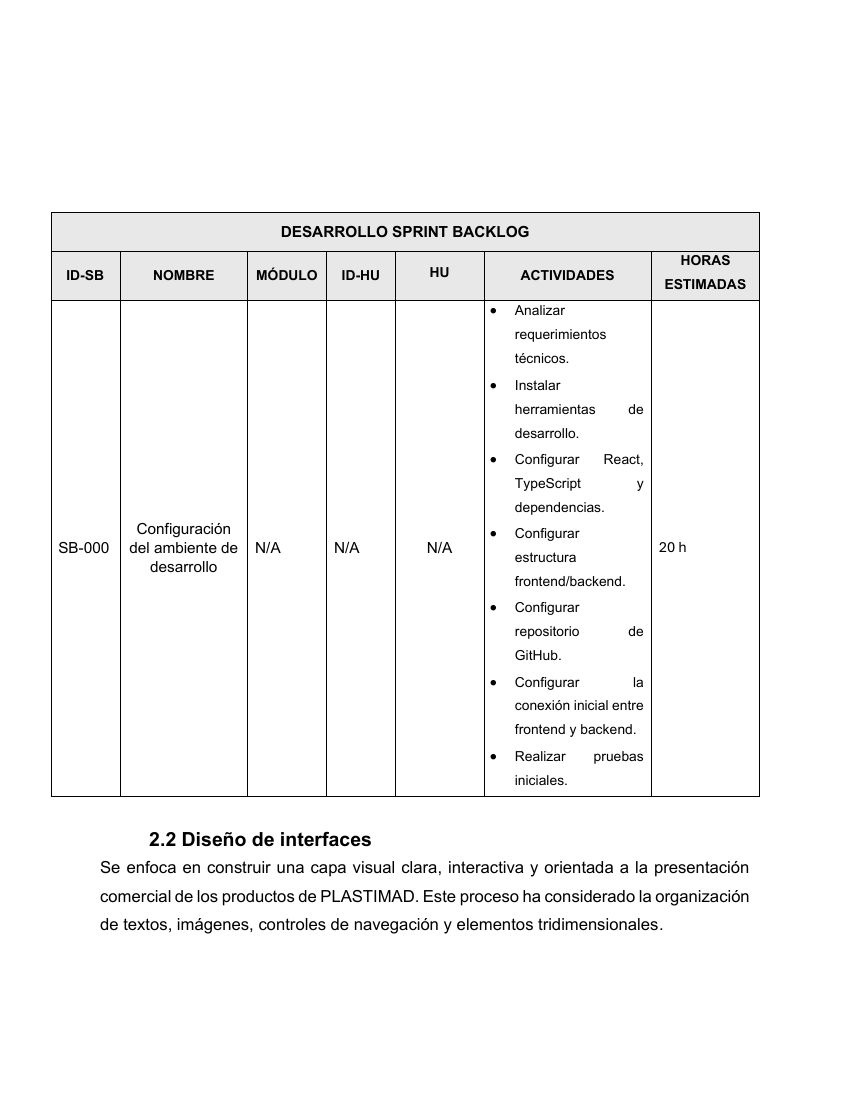 DESARROLLO SPRINT BACKLOG
ID-SB NOMBRE MÓDULO ID-HU HU ACTIVIDADES HORAS
ESTIMADAS
SB-000
Configuración
del ambiente de
desarrollo
N/A
N/A
N/A
• Analizar
requerimientos
técnicos.
• Instalar
herramientas de
desarrollo.
• Configurar React,
TypeScript y
dependencias.
• Configurar
estructura
frontend/backend.
• Configurar
repositorio de
GitHub.
• Configurar la
conexión inicial entre
frontend y backend.
• Realizar pruebas
iniciales.
20 h
2.2 Diseño de interfaces
Se enfoca en construir una capa visual clara, interactiva y orientada a la presentación
comercial de los productos de PLASTIMAD. Este proceso ha considerado la organización
de textos, imágenes, controles de navegación y elementos tridimensionales.